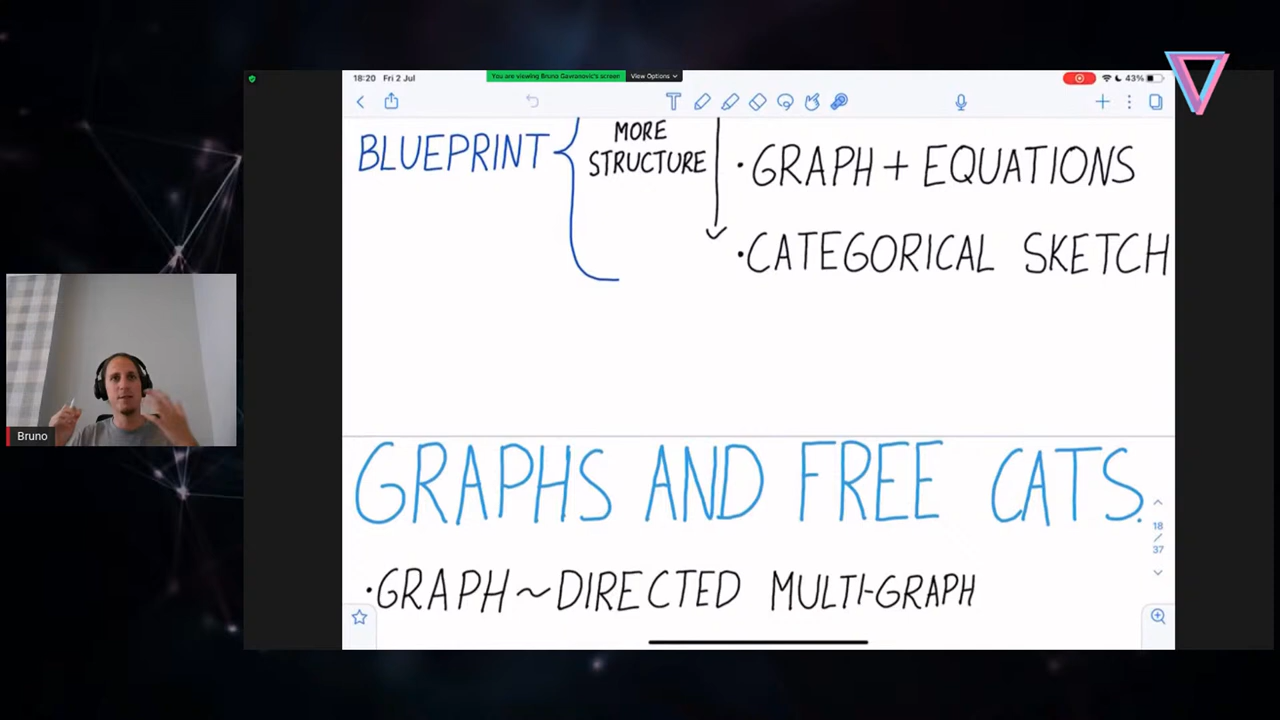 18:20 Fri 2 Jul
You are viewing Bruno Gavranovic's screen
View Options
43%
MORE
STRUCTURE
BLUEPRINT
· GRAPH + EQUATIONS
· CATEGORICAL SKETCH
Bruno
GRAPHS AND FREE CATS.
18
/
37
· GRAPH ~ DIRECTED MULTI-GRAPH